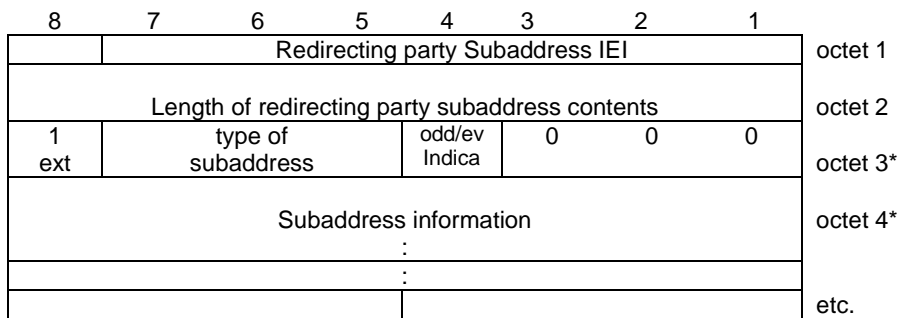 8 7 6 5 4 3 2 1
Redirecting party Subaddress IEI octet 1
Length of redirecting party subaddress contents octet 2
1 type of odd/ev 0 0 0
ext subaddress Indica octet 3*
Subaddress information octet 4*
:
:
etc.